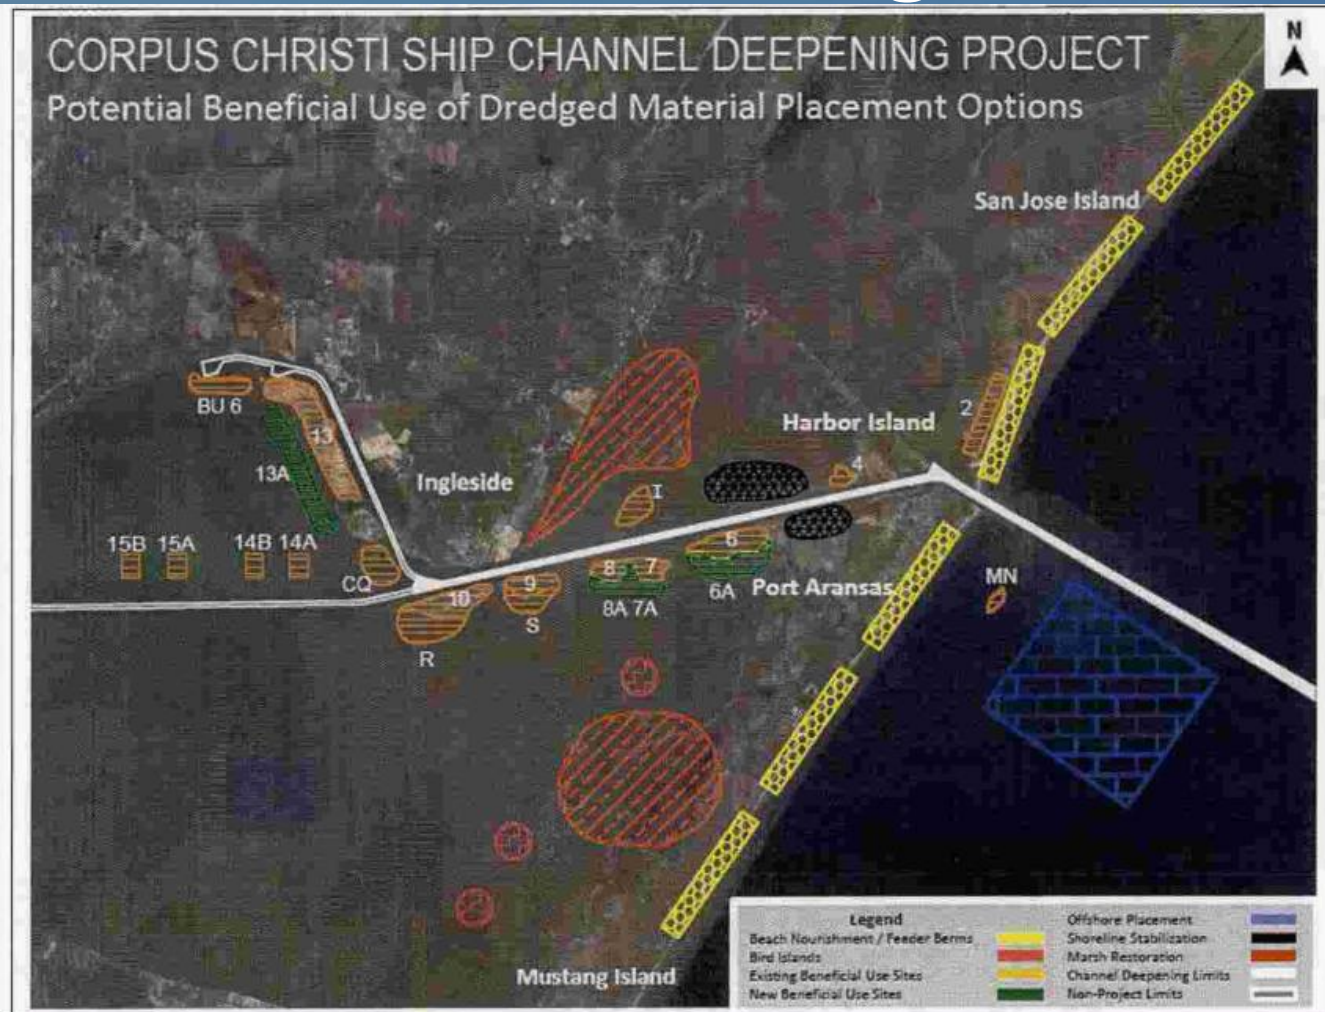 CORPUS CHRISTI SHIP CHANNEL DEEPENING PROJECT
Potential Beneficial Use of Dredged Material Placement Options
N
San Jose Island
Harbor Island
2
BU 6
13
13A
Ingleside
4
I
15B 15A 14B 14A
CQ
6
8 7
9
10
6A
Port Aransas
MN
8A 7A
S
R
Mustang Island
Legend
Beach Nourishment / Feeder Berms
Bird Islands
Existing Beneficial Use Sites
New Beneficial Use Sites
Offshore Placement
Shoreline Stabilization
Marsh Restoration
Channel Deepening Limits
Non-Project Limits